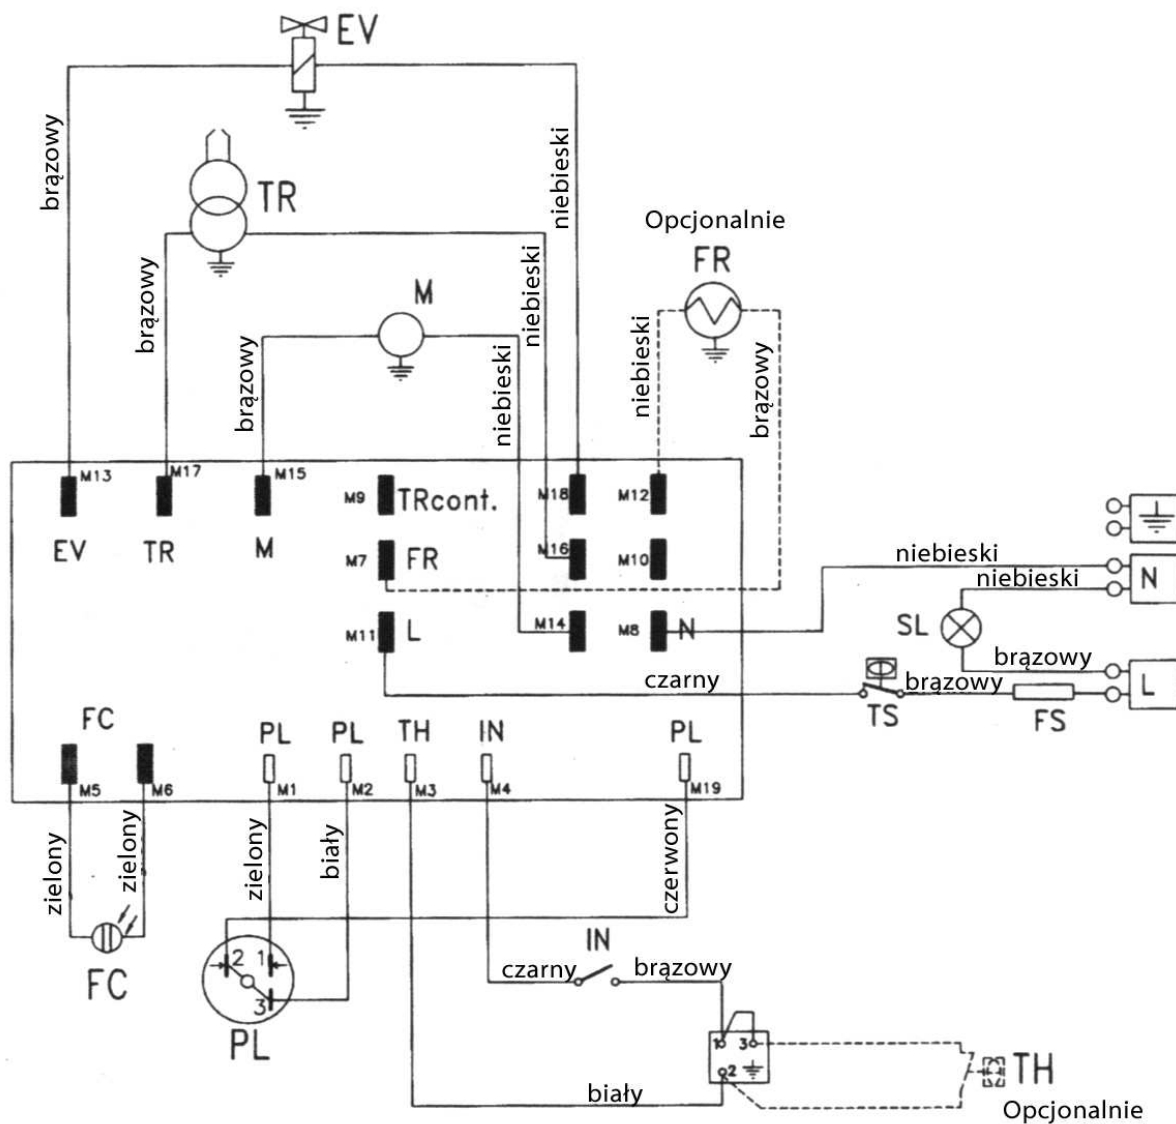 EV
brązowy
TR
niebieski
Opcjonalnie
FR
M
brązowy
niebieski
brązowy
niebieski
niebieski
brązowy
M13
M17
M15
M9
TRcont.
M18
M12
EV
TR
M
M7
FR
M16
M10
niebieski
niebieski
N
M11
L
M14
M8
N
SL
brązowy
czarny
TS
brązowy
FS
L
FC
PL
PL
TH
IN
PL
M5
M6
M1
M2
M3
M4
M19
zielony
zielony
zielony
biały
czerwony
FC
2
1
3
PL
IN
czarny
brązowy
1
3
2
biały
TH
Opcjonalnie